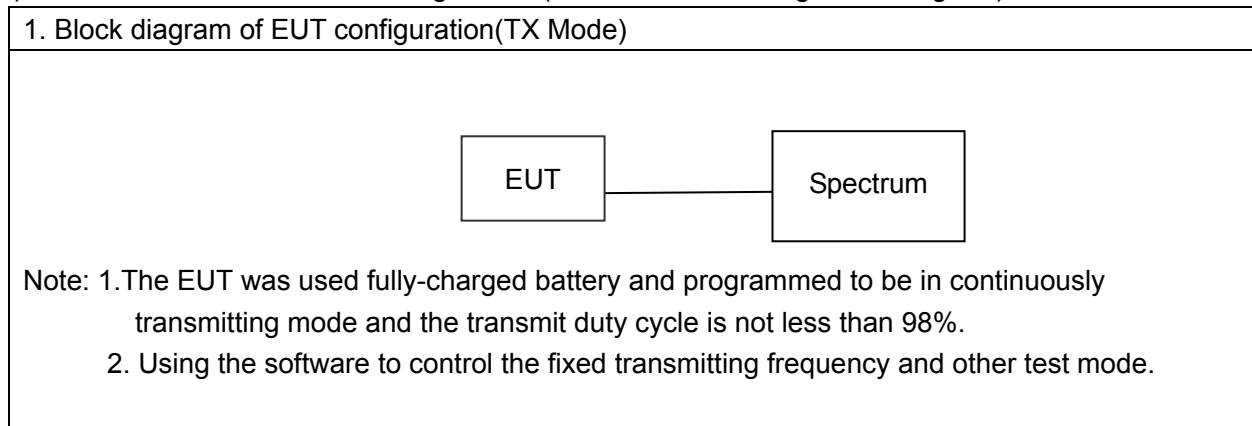 1. Block diagram of EUT configuration(TX Mode)
EUT
Spectrum
Note: 1.The EUT was used fully-charged battery and programmed to be in continuously
transmitting mode and the transmit duty cycle is not less than 98%.
2. Using the software to control the fixed transmitting frequency and other test mode.